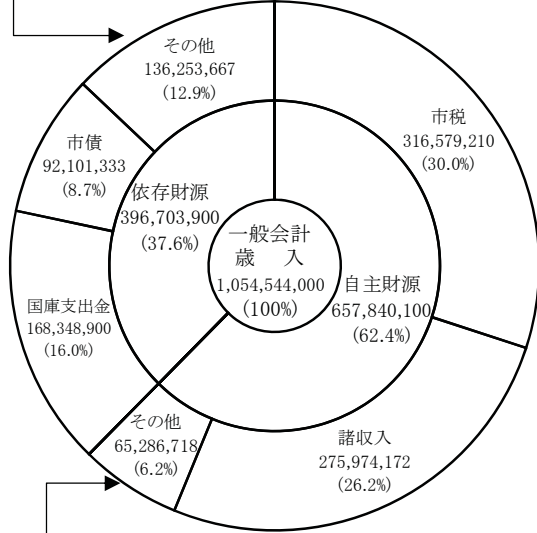 その他
136,253,667
(12.9%)
市税
316,579,210
(30.0%)
市債
92,101,333
(8.7%)
依存財源
396,703,900
(37.6%)
一般会計
歳　入
1,054,544,000
(100%)
自主財源
657,840,100
(62.4%)
国庫支出金
168,348,900
(16.0%)
その他
65,286,718
(6.2%)
諸収入
275,974,172
(26.2%)